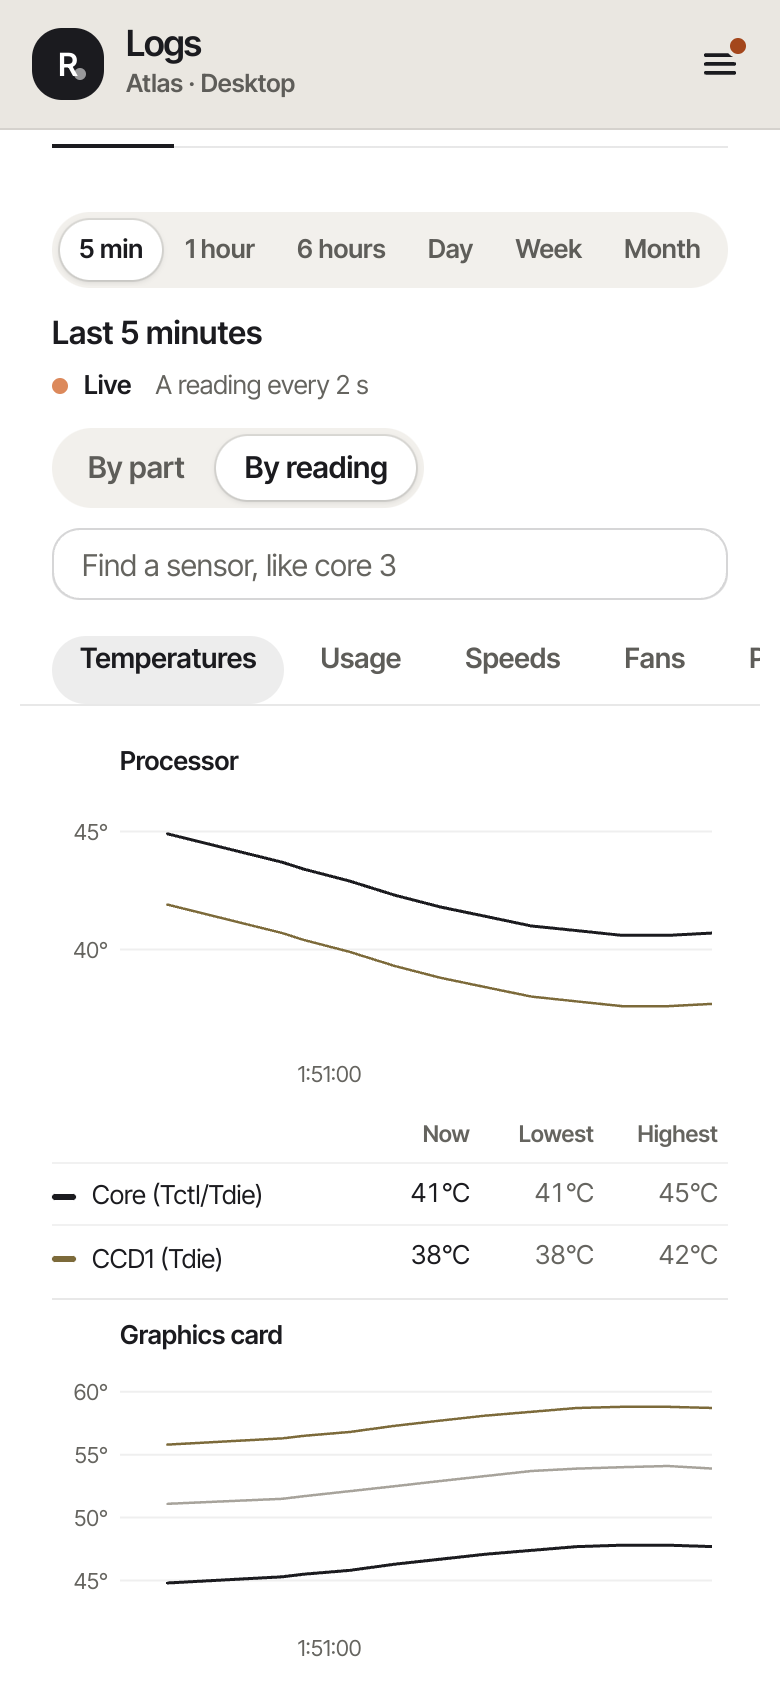 R
Logs
Atlas · Desktop
5 min 1 hour 6 hours Day Week Month
Last 5 minutes
Live A reading every 2 s
By part By reading
Find a sensor, like core 3
Temperatures Usage Speeds Fans
Processor
45°
40°
1:51:00
Now Lowest Highest
Core (Tctl/Tdie) 41°C 41°C 45°C
CCD1 (Tdie) 38°C 38°C 42°C
Graphics card
60°
55°
50°
45°
1:51:00